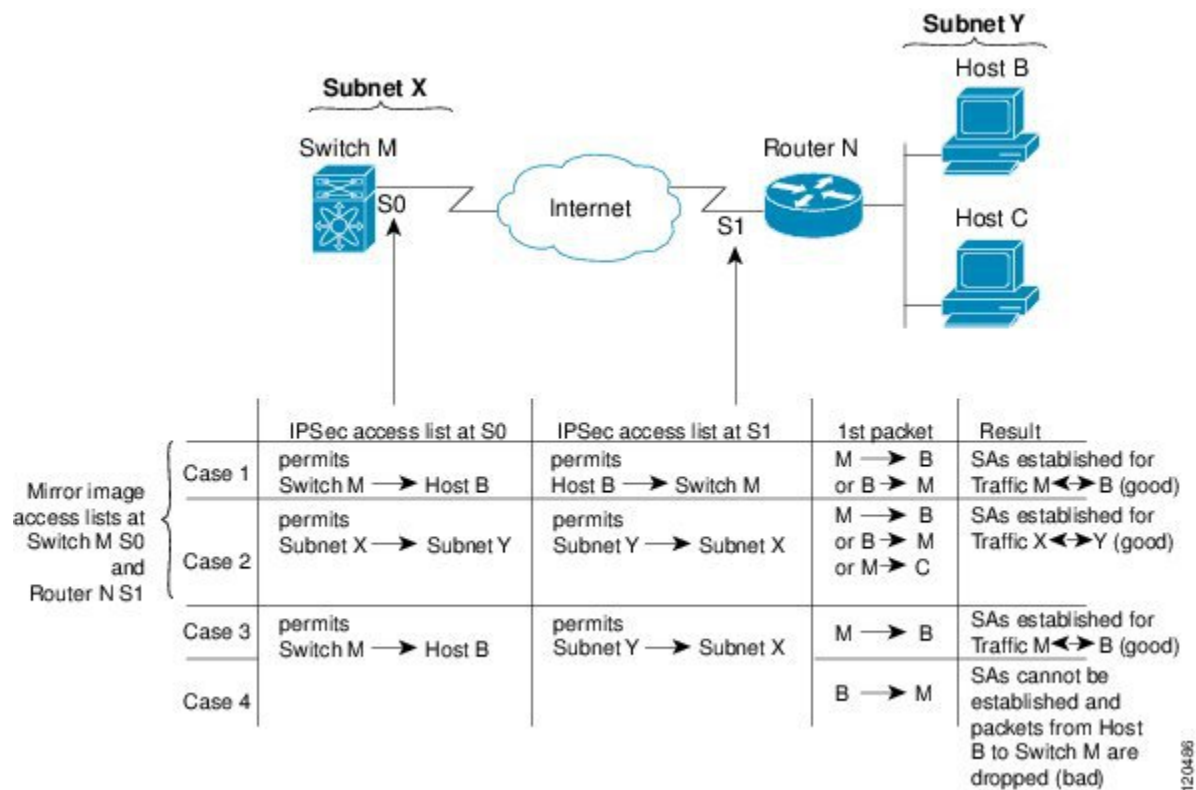 Subnet Y
Host B
Subnet X
Switch M
Router N
S0
Internet
S1
Host C
IPSec access list at S0
IPSec access list at S1
1st packet
Result
Mirror image
access lists at
Switch M S0
and
Router N S1
Case 1
permits
Switch M → Host B
permits
Host B → Switch M
M → B
or B → M
SAs established for
Traffic M ↔ B (good)
Case 2
permits
Subnet X → Subnet Y
permits
Subnet Y → Subnet X
M → B
or B → M
or M → C
SAs established for
Traffic X ↔ Y (good)
Case 3
permits
Switch M → Host B
permits
Subnet Y → Subnet X
M → B
SAs established for
Traffic M ↔ B (good)
Case 4
B → M
SAs cannot be
established and
packets from Host
B to Switch M are
dropped (bad)
120486